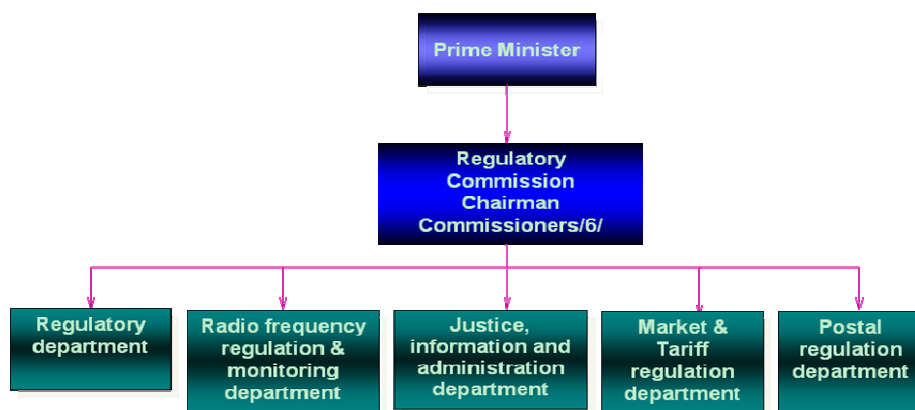 Prime Minister
Regulatory
Commission
Chairman
Commissioners/6/
Regulatory
department
Radio frequency
regulation &
monitoring
department
Justice,
information and
administration
department
Market &
Tariff
regulation
department
Postal
regulation
department